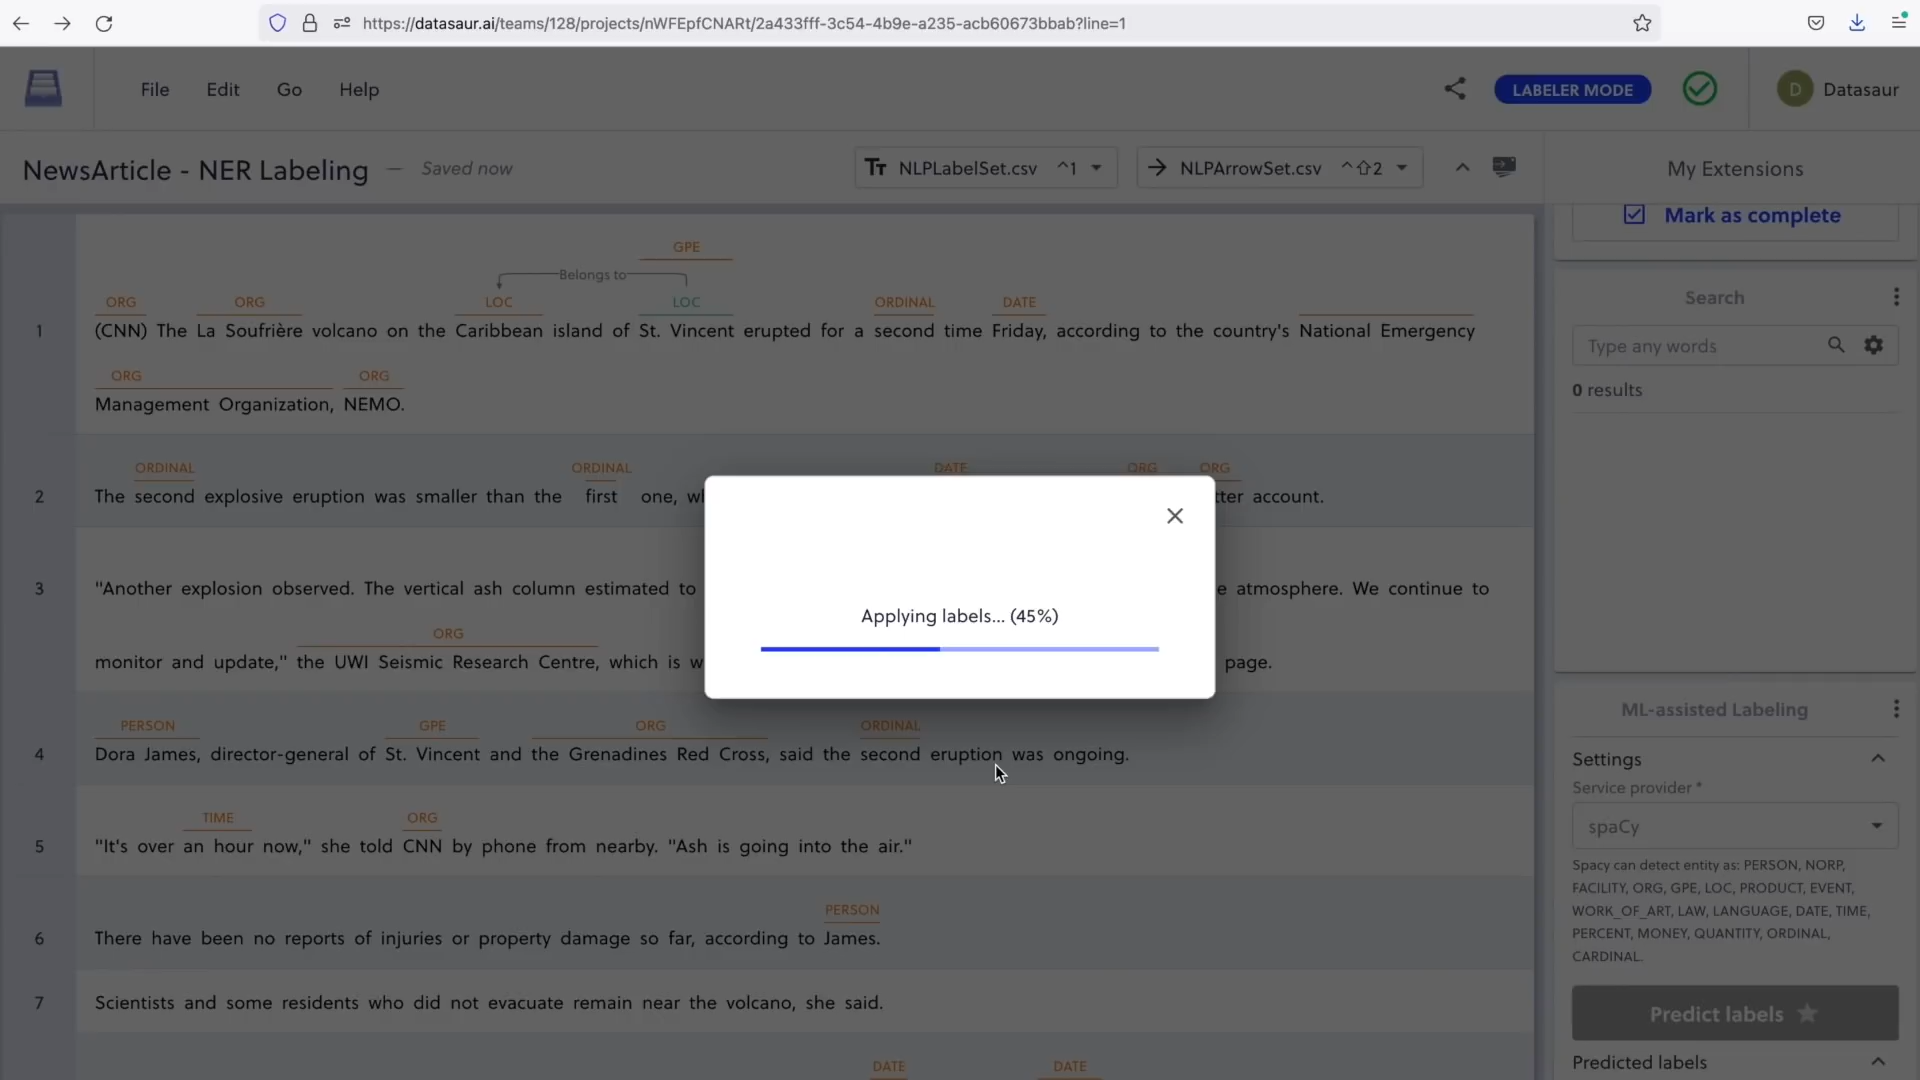 https://datasaur.ai/teams/128/projects/nWFEpfCNARt/2a433fff-3c54-4b9e-a235-acb60673bbab?line=1
File Edit Go Help
LABELER MODE
D Datasaur
NewsArticle - NER Labeling — Saved now
NLPLabelSet.csv ^1
NLPArrowSet.csv ^⇧2
My Extensions
Mark as complete
GPE
Belongs to
ORG ORG LOC LOC ORDINAL DATE
1 (CNN) The La Soufrière volcano on the Caribbean island of St. Vincent erupted for a second time Friday, according to the country's National Emergency
ORG ORG
Management Organization, NEMO.
ORDINAL ORDINAL DATE ORG ORG
2 The second explosive eruption was smaller than the first one, tter account.
3 "Another explosion observed. The vertical ash column estimated to e atmosphere. We continue to
ORG
monitor and update," the UWI Seismic Research Centre, which is page.
PERSON GPE ORG ORDINAL
4 Dora James, director-general of St. Vincent and the Grenadines Red Cross, said the second eruption was ongoing.
TIME ORG
5 "It's over an hour now," she told CNN by phone from nearby. "Ash is going into the air."
PERSON
6 There have been no reports of injuries or property damage so far, according to James.
7 Scientists and some residents who did not evacuate remain near the volcano, she said.
DATE DATE
Applying labels... (45%)
Search
Type any words
0 results
ML-assisted Labeling
Settings
Service provider *
spaCy
Spacy can detect entity as: PERSON, NORP,
FACILITY, ORG, GPE, LOC, PRODUCT, EVENT,
WORK_OF_ART, LAW, LANGUAGE, DATE, TIME,
PERCENT, MONEY, QUANTITY, ORDINAL,
CARDINAL.
Predict labels
Predicted labels